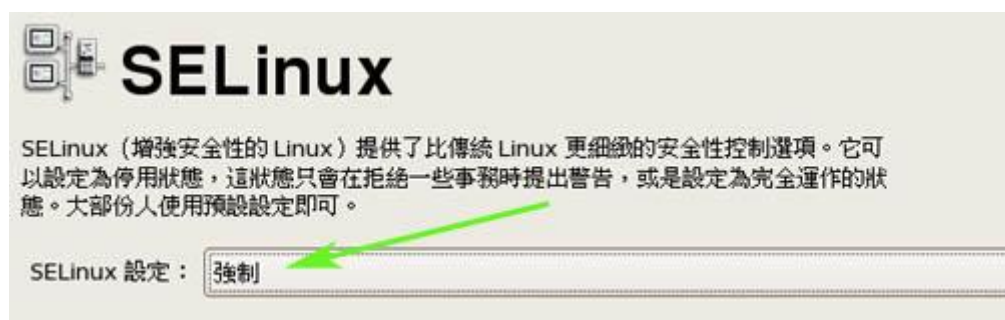 SELinux
SELinux（增強安全性的 Linux）提供了比傳統 Linux 更細緻的安全性控制選項。它可
以設定為停用狀態，這狀態只會在拒絕一些事務時提出警告，或是設定為完全運作的狀
態。大部份人使用預設設定即可。
SELinux 設定： 強制